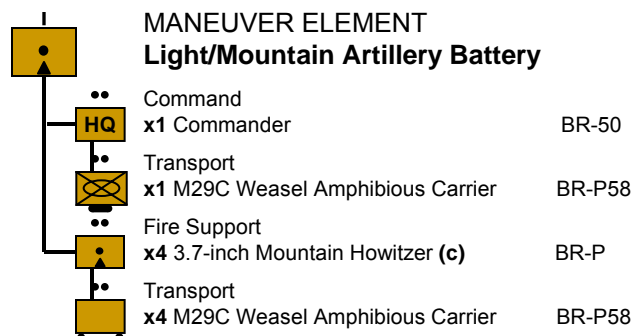 MANEUVER ELEMENT
Light/Mountain Artillery Battery
Command
HQ x1 Commander BR-50
Transport
x1 M29C Weasel Amphibious Carrier BR-P58
Fire Support
x4 3.7-inch Mountain Howitzer (c) BR-P
Transport
x4 M29C Weasel Amphibious Carrier BR-P58